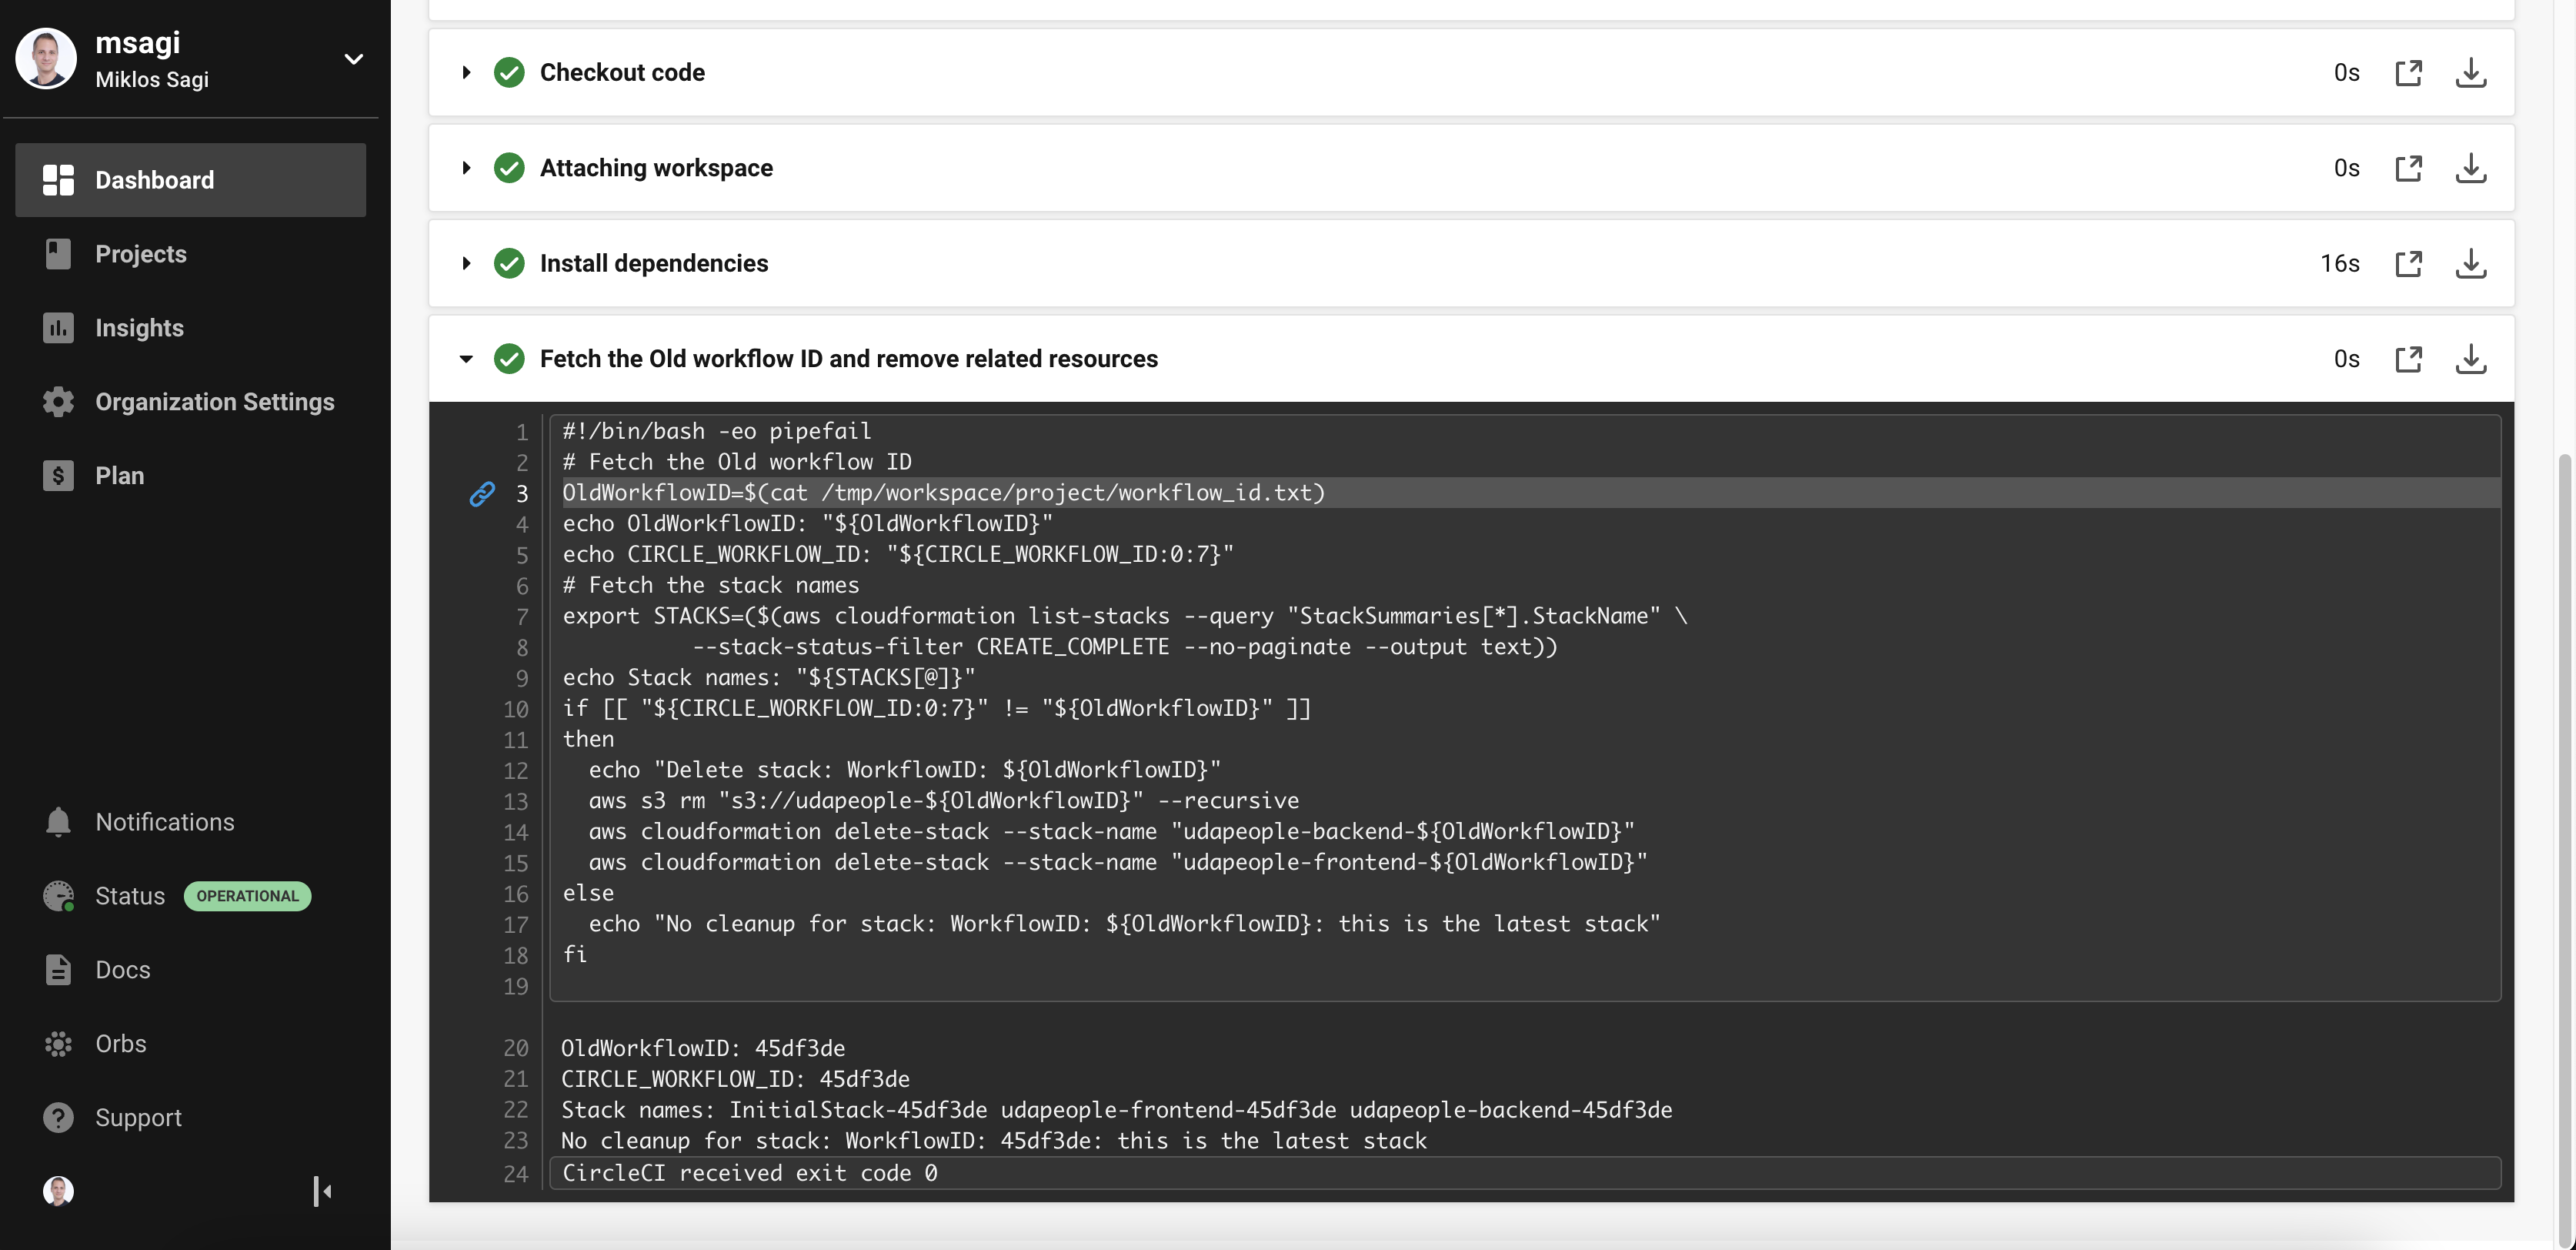 msagi
Miklos Sagi
Dashboard
Projects
Insights
Organization Settings
$ Plan
Notifications
Status OPERATIONAL
Docs
Orbs
? Support
Checkout code 0s
Attaching workspace 0s
Install dependencies 16s
Fetch the Old workflow ID and remove related resources 0s
1 #!/bin/bash -eo pipefail
2 # Fetch the Old workflow ID
3 OldWorkflowID=$(cat /tmp/workspace/project/workflow_id.txt)
4 echo OldWorkflowID: "${OldWorkflowID}"
5 echo CIRCLE_WORKFLOW_ID: "${CIRCLE_WORKFLOW_ID:0:7}"
6 # Fetch the stack names
7 export STACKS=($(aws cloudformation list-stacks --query "StackSummaries[*].StackName" \
8           --stack-status-filter CREATE_COMPLETE --no-paginate --output text))
9 echo Stack names: "${STACKS[@]}"
10 if [[ "${CIRCLE_WORKFLOW_ID:0:7}" != "${OldWorkflowID}" ]]
11 then
12   echo "Delete stack: WorkflowID: ${OldWorkflowID}"
13   aws s3 rm "s3://udapeople-${OldWorkflowID}" --recursive
14   aws cloudformation delete-stack --stack-name "udapeople-backend-${OldWorkflowID}"
15   aws cloudformation delete-stack --stack-name "udapeople-frontend-${OldWorkflowID}"
16 else
17   echo "No cleanup for stack: WorkflowID: ${OldWorkflowID}: this is the latest stack"
18 fi
19
20 OldWorkflowID: 45df3de
21 CIRCLE_WORKFLOW_ID: 45df3de
22 Stack names: InitialStack-45df3de udapeople-frontend-45df3de udapeople-backend-45df3de
23 No cleanup for stack: WorkflowID: 45df3de: this is the latest stack
24 CircleCI received exit code 0